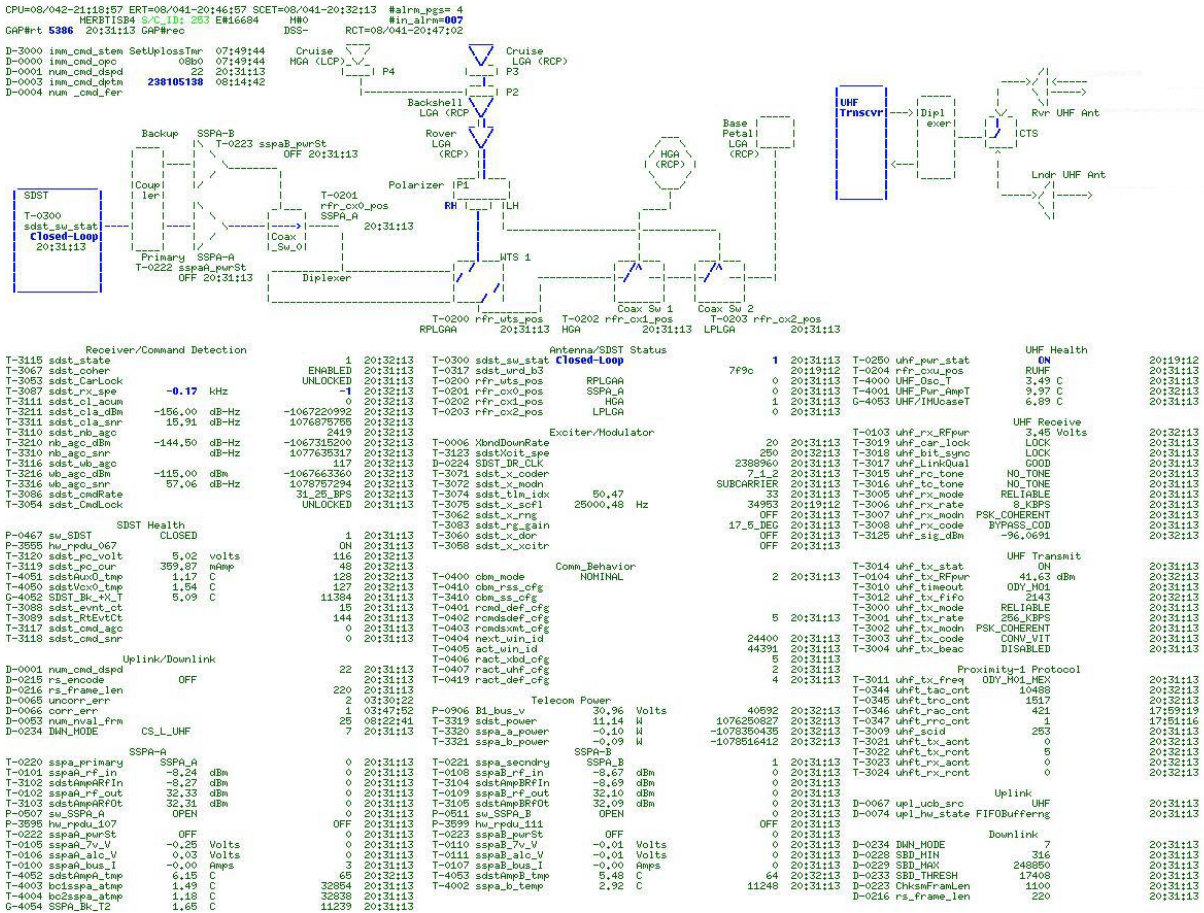 CPU=08/042-21:18:57 ERT=08/041-20:46:57 SCET=08/041-20:32:13 #alrm_pgs= 4
MERBTISB4 S/C_ID: 253 E#16684 M#0 #in_alrm=007
GAP#rt 5386 20:31:13 GAP#rec DSS- RCT=08/041-20:47:02
D-3000 imm_cmd_stem SetUplossTmr 07:49:44
D-0000 imm_cmd_opc 08b0 07:49:44
D-0001 num_cmd_dspd 22 20:31:13
D-0003 imm_cmd_dptm 238105138 08:14:42
D-0004 num _cmd_fer
Cruise HGA (LCP)
P4
Cruise LGA (RCP)
P3
P2
Backshell LGA (RCP
Rover LGA (RCP)
Polarizer P1
RH LH
HGA (RCP)
Base Petal LGA (RCP)
UHF Trnscvr
Dipl exer
CTS
Rvr UHF Ant
Lndr UHF Ant
Backup SSPA-B
T-0223 sspaB_pwrSt
OFF 20:31:13
SDST
T-0300
sdst_sw_stat
Closed-Loop
20:31:13
Coup ler
T-0201
rfr_cx0_pos
SSPA_A
20:31:13
Coax Sw_0
Primary SSPA-A
T-0222 sspaA_pwrSt
OFF 20:31:13
Diplexer
WTS 1
Coax Sw 1
Coax Sw 2
T-0200 rfr_wts_pos T-0202 rfr_cx1_pos T-0203 rfr_cx2_pos
RPLGAA 20:31:13 HGA 20:31:13 LPLGA 20:31:13
Receiver/Command Detection
T-3115 sdst_state 1 20:32:13
T-3067 sdst_coher ENABLED 20:31:13
T-3053 sdst_CarLock UNLOCKED 20:31:13
T-3087 sdst_rx_spe -0.17 kHz -1 20:32:13
T-3111 sdst_cl_acum 0 20:32:13
T-3211 sdst_cla_dBm -156.00 dB-Hz -1067220992 20:32:13
T-3311 sdst_cla_snr 15.91 dB-Hz 1076875755 20:32:13
T-3110 sdst_nb_agc 2419 20:32:13
T-3210 nb_agc_dBm -144.50 dB-Hz -1067315200 20:32:13
T-3310 nb_agc_snr dB-Hz 1077635317 20:32:13
T-3116 sdst_wb_agc 117 20:32:13
T-3216 wb_agc_dBm -115.00 dBm -1067663360 20:32:13
T-3316 wb_agc_snr 57.06 dB-Hz 1078757294 20:32:13
T-3086 sdst_cmdRate 31_25_BPS 20:32:13
T-3054 sdst_CmdLock UNLOCKED 20:31:13
SDST Health
P-0467 sw_SDST CLOSED 1 20:31:13
P-3555 hw_rpdu_067 ON 20:31:13
T-3120 sdst_pc_volt 5.02 volts 116 20:32:13
T-3119 sdst_pc_cur 359.87 mAmp 48 20:32:13
T-4051 sdstAux0_tmp 1.17 C 128 20:32:13
T-4050 sdstVcx0_tmp 1.54 C 127 20:32:13
G-4052 SDST_Bk_+X_T 5.09 C 11384 20:31:13
T-3088 sdst_evnt_ct 15 20:31:13
T-3089 sdst_RtEvtCt 144 20:31:13
T-3117 sdst_cmd_agc 0 20:31:13
T-3118 sdst_cmd_snr 0 20:31:13
Uplink/Downlink
D-0001 num_cmd_dspd 22 20:31:13
D-0215 rs_encode OFF
D-0216 rs_frame_len 220 20:31:13
D-0065 uncorr_err 2 03:30:22
D-0066 corr_err 1 03:47:52
D-0053 num_nval_frm 25 08:22:41
D-0234 DWN_MODE CS_L_UHF 7 20:31:13
SSPA-A
T-0220 sspa_primary SSPA_A 0 20:31:13
T-0101 sspaA_rf_in -8.24 dBm 0 20:31:13
T-3102 sdstAmpARfIn -8.27 dBm 0 20:31:13
T-0103 sspaA_rf_out 32.33 dBm 0 20:31:13
T-3103 sdstAmpARfOt 32.31 dBm 0 20:31:13
P-0507 sw_SSPA_A OPEN 0 20:31:13
P-3595 hw_rpdu_107 OFF 20:31:13
T-0222 sspaA_pwrSt OFF 0 20:31:13
T-0105 sspaA_7v_V -0.25 Volts 0 20:31:13
T-0106 sspaA_alc_V 0.03 Volts 0 20:31:13
T-0100 sspaA_bus_I -0.00 Amps 3 20:31:13
T-4052 sdstAmpA_tmp 6.15 C 65 20:32:13
T-4003 bc1sspa_atmp 1.49 C 32854 20:31:13
T-4004 bc2sspa_atmp 1.18 C 32838 20:31:13
G-4054 SSPA_Bk_T2 1.65 C 11239 20:31:13
Antenna/SDST Status
T-0300 sdst_sw_stat Closed-Loop 1 20:31:13
T-0317 sdst_wrd_b3 7f9c 20:19:12
T-0200 rfr_wts_pos RPLGAA 0 20:31:13
T-0201 rfr_cx0_pos SSPA_A 0 20:31:13
T-0202 rfr_cx1_pos HGA 1 20:31:13
T-0203 rfr_cx2_pos LPLGA 0 20:31:13
Exciter/Modulator
T-0006 XbndDownRate 20 20:31:13
T-3123 sdstXcit_spe 250 20:32:13
D-0224 SDST_DR_CLK 2388960 20:31:13
T-3071 sdst_x_coder 7_1_2 20:31:13
T-3072 sdst_x_modn SUBCARRIER 20:31:13
T-3074 sdst_tlm_idx 50.47 33 20:31:13
T-3075 sdst_x_scfl 25000.48 Hz 34953 20:19:12
T-3062 sdst_x_rng OFF 20:31:13
T-3083 sdst_rg_gain 17_5_DEG 20:31:13
T-3060 sdst_x_dor OFF 20:31:13
T-3058 sdst_x_xcitr OFF 20:31:13
Comm_Behavior
T-0400 cbm_mode NOMINAL 2 20:31:13
T-0410 cbm_rss_cfg
T-3410 cbm_ss_cfg
T-0401 rcmd_def_cfg
T-0402 rcmdsdef_cfg 5 20:31:13
T-0403 rcmdsxmt_cfg
T-0404 next_win_id 24400 20:31:13
T-0405 act_win_id 44391 20:31:13
T-0406 ract_xbd_cfg 5 20:31:13
T-0407 ract_uhf_cfg 2 20:31:13
T-0419 ract_def_cfg 4 20:31:13
Telecom Power
P-0906 B1_bus_v 30.96 Volts 40592 20:32:13
T-3319 sdst_power 11.14 W -1076250827 20:32:13
T-3320 sspa_a_power -0.10 W -1078350435 20:32:13
T-3321 sspa_b_power -0.09 W -1078516412 20:32:13
SSPA-B
T-0221 sspa_secndry SSPA_B 1 20:31:13
T-0108 sspaB_rf_in -8.67 dBm 0 20:31:13
T-3104 sdstAmpBRfIn -8.69 dBm 0 20:31:13
T-0109 sspaB_rf_out 32.10 dBm 0 20:31:13
T-3105 sdstAmpBRfOt 32.09 dBm 0 20:31:13
P-0511 sw_SSPA_B OPEN 0 20:31:13
P-3599 hw_rpdu_111 OFF 20:31:13
T-0223 sspaB_pwrSt OFF 0 20:31:13
T-0110 sspaB_7v_V -0.01 Volts 0 20:31:13
T-0111 sspaB_alc_V -0.01 Volts 0 20:31:13
T-0107 sspaB_bus_I -0.00 Amps 0 20:31:13
T-4053 sdstAmpB_tmp 5.48 C 64 20:32:13
T-4002 sspa_b_temp 2.92 C 11248 20:31:13
UHF Health
T-0250 uhf_pwr_stat ON 20:19:12
T-0204 rfr_cxu_pos RUHF 20:31:13
T-4000 UHF_Osc_T 3.49 C 20:31:13
T-4001 UHF_Pwr_AmpT 9.97 C 20:32:13
G-4053 UHF/IMUcaseT 6.89 C 20:31:13
UHF Receive
T-0103 uhf_rx_RFpwr 3.45 Volts 20:32:13
T-3019 uhf_car_lock LOCK 20:31:13
T-3018 uhf_bit_sync LOCK 20:31:13
T-3017 uhf_LinkQual GOOD 20:31:13
T-3015 uhf_rc_tone NO_TONE 20:31:13
T-3016 uhf_tc_tone NO_TONE 20:31:13
T-3005 uhf_rx_mode RELIABLE 20:31:13
T-3006 uhf_rx_rate 8_KBPS 20:31:13
T-3007 uhf_rx_modn PSK_COHERENT 20:31:13
T-3008 uhf_rx_code BYPASS_COD 20:31:13
T-3125 uhf_sig_dBm -96.0691 20:32:13
UHF Transmit
T-3014 uhf_tx_stat ON 20:31:13
T-0104 uhf_tx_RFpwr 41.63 dBm 20:32:13
T-3010 uhf_timeout ODY_MO1 20:31:13
T-3012 uhf_tx_fifo 2143 20:32:13
T-3000 uhf_tx_mode RELIABLE 20:31:13
T-3001 uhf_tx_rate 256_KBPS 20:31:13
T-3002 uhf_tx_modn PSK_COHERENT 20:31:13
T-3003 uhf_tx_code CONV_VIT 20:31:13
T-3004 uhf_tx_beac DISABLED 20:31:13
Proximity-1 Protocol
T-3011 uhf_tx_freq ODY_MO1_HEX 20:31:13
T-0344 uhft_tac_cnt 10488 20:32:13
T-0345 uhft_trc_cnt 1517 20:32:13
T-0346 uhft_rac_cnt 421 17:59:19
T-0347 uhft_rrc_cnt 1 17:51:16
T-3009 uhf_scid 253 20:31:13
T-3021 uhft_tx_acnt 0 20:32:13
T-3022 uhft_tx_rcnt 5 20:32:13
T-3023 uhft_rx_acnt 0 20:32:13
T-3024 uhft_rx_rcnt 0 20:32:13
Uplink
D-0067 upl_ucb_src UHF 20:31:13
D-0074 upl_hw_state FIFOBufferng 20:31:13
Downlink
D-0234 DWN_MODE 7 20:31:13
D-0228 SBD_MIN 316 20:31:13
D-0229 SBD_MAX 248850 20:31:13
D-0233 SBD_THRESH 17408 20:31:13
D-0223 ChksmFramLen 1100 20:31:13
D-0216 rs_frame_len 220 20:31:13